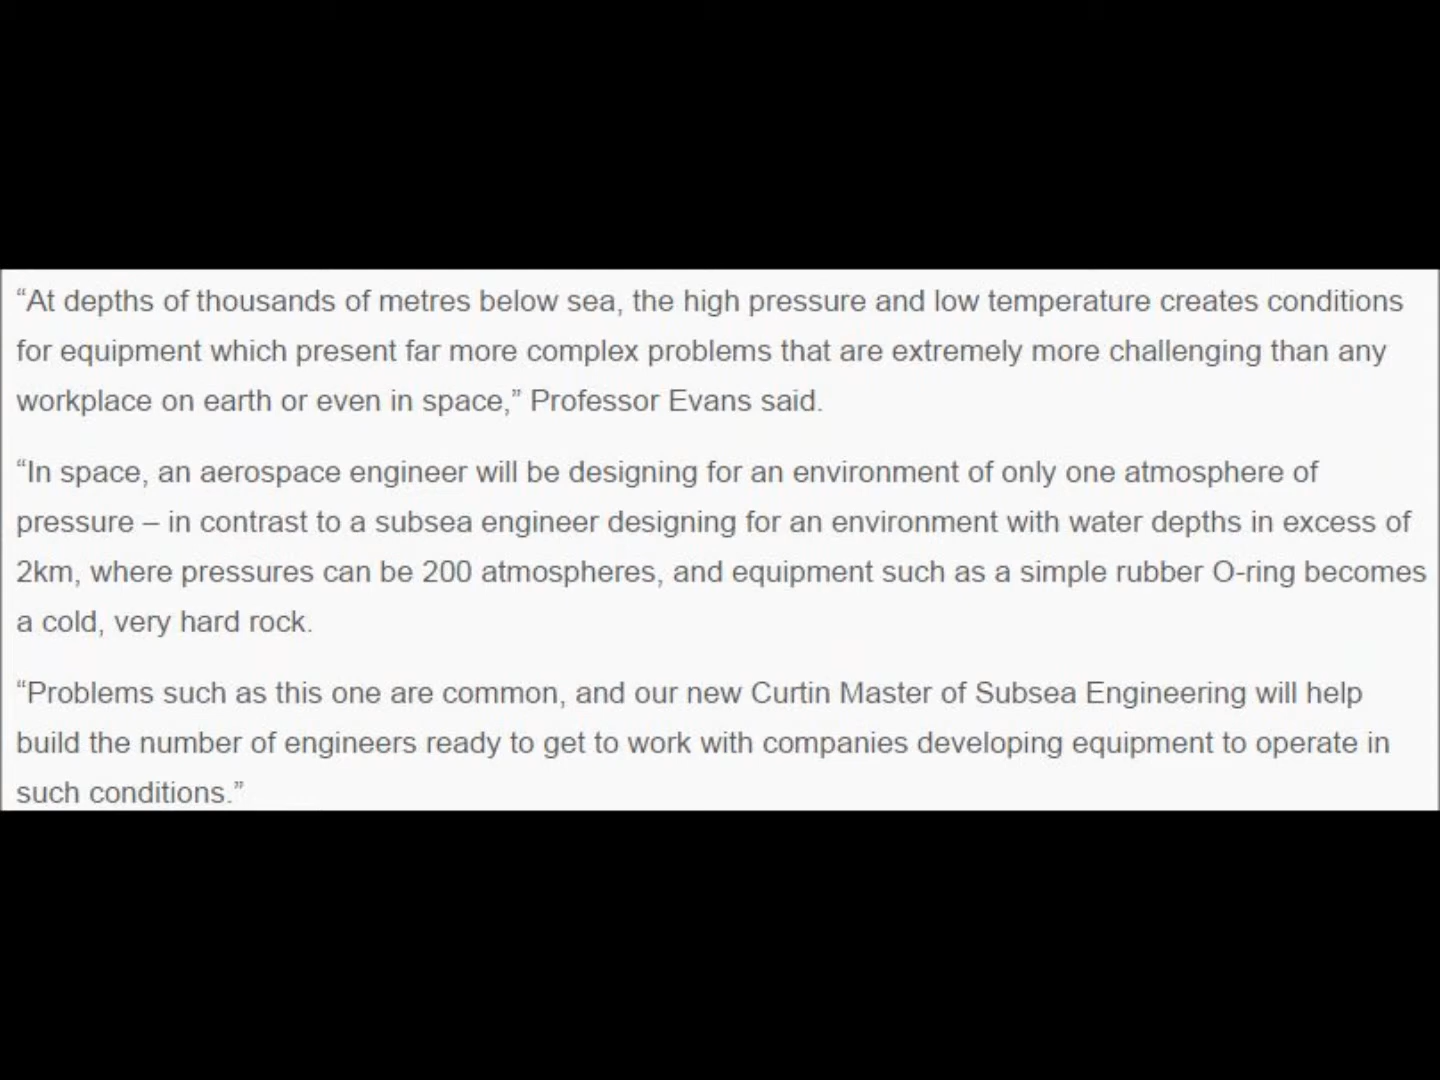 “At depths of thousands of metres below sea, the high pressure and low temperature creates conditions
for equipment which present far more complex problems that are extremely more challenging than any
workplace on earth or even in space,” Professor Evans said.
“In space, an aerospace engineer will be designing for an environment of only one atmosphere of
pressure – in contrast to a subsea engineer designing for an environment with water depths in excess of
2km, where pressures can be 200 atmospheres, and equipment such as a simple rubber O-ring becomes
a cold, very hard rock.
“Problems such as this one are common, and our new Curtin Master of Subsea Engineering will help
build the number of engineers ready to get to work with companies developing equipment to operate in
such conditions.”